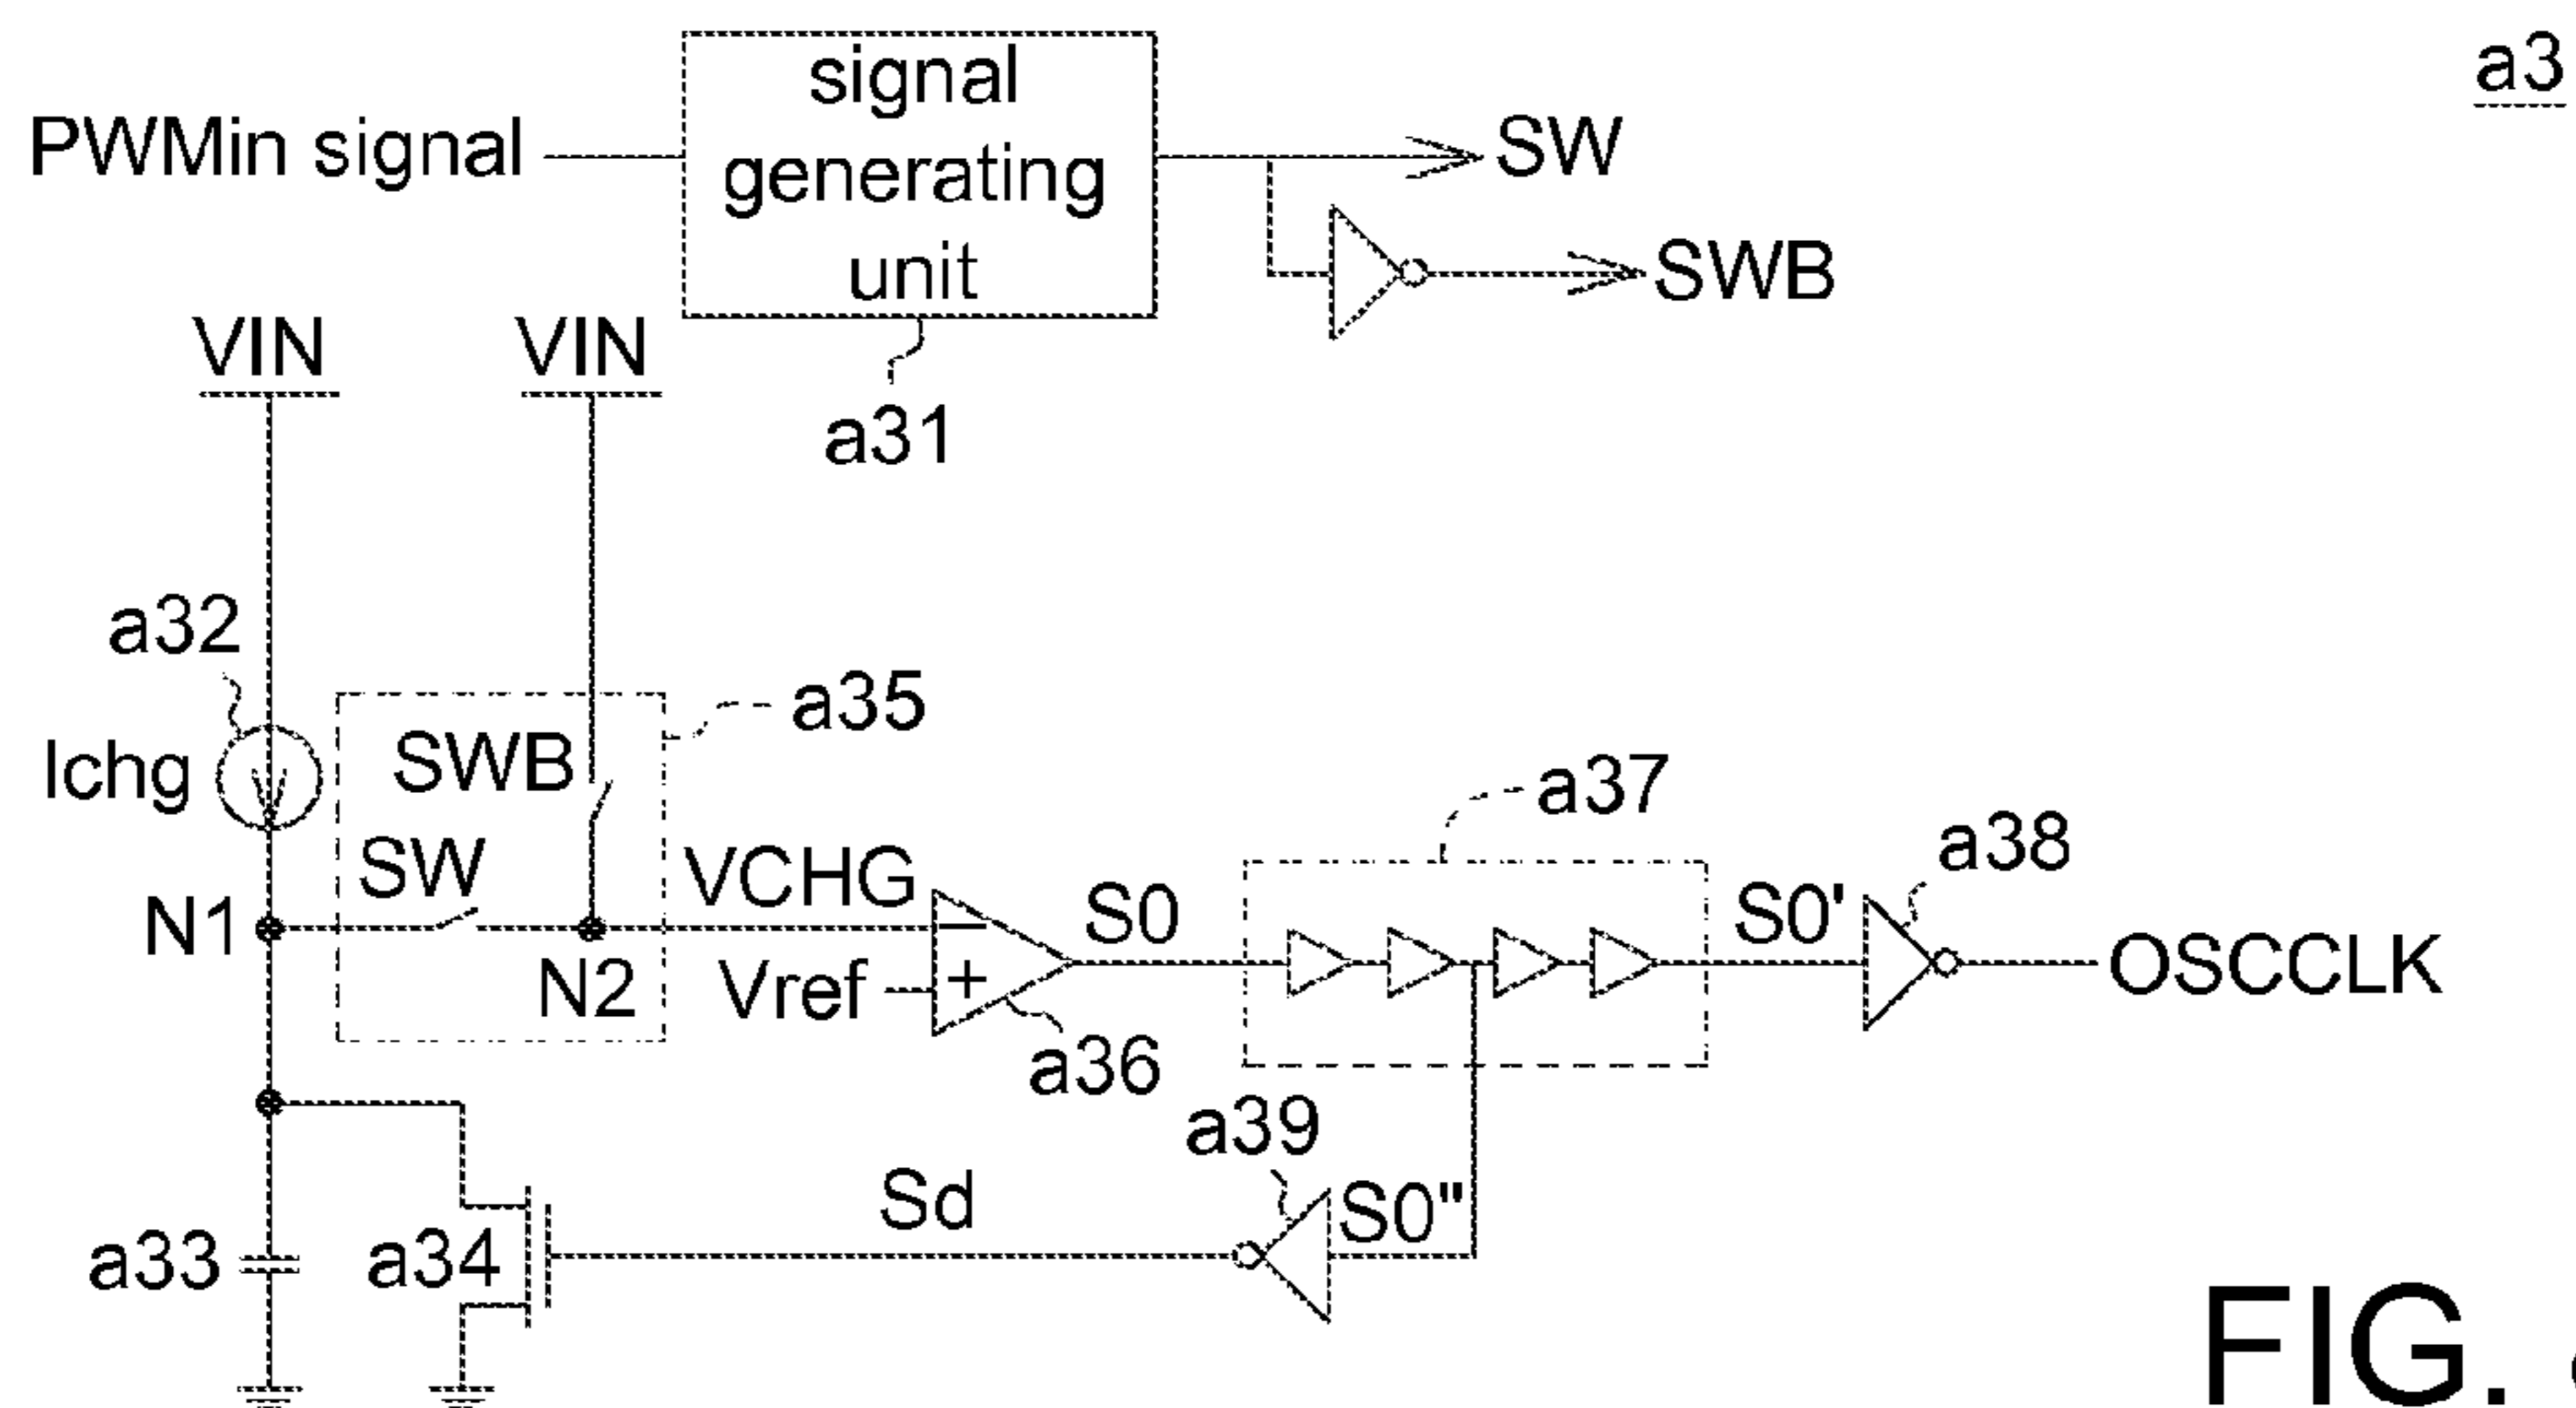 a3
signal
generating
unit
PWMin signal
SW
SWB
VIN
VIN
a31
a32
a35
Ichg
SWB
SW
N1
N2
VCHG
Vref
−
+
a36
S0
a37
S0'
a38
OSCCLK
a39
S0"
Sd
a33
a34
FIG.